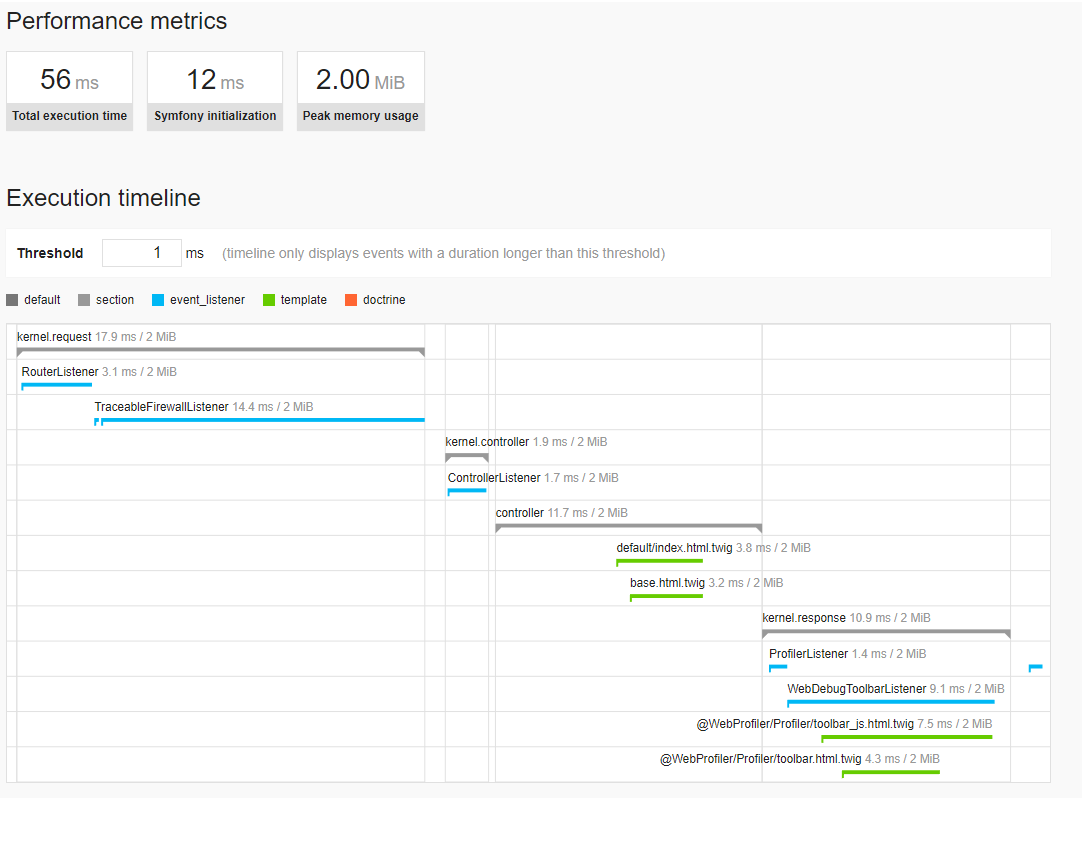 Performance metrics
56 ms
12 ms
2.00 MiB
Total execution time
Symfony initialization
Peak memory usage
Execution timeline
Threshold 1 ms (timeline only displays events with a duration longer than this threshold)
default section event_listener template doctrine
kernel.request 17.9 ms / 2 MiB
RouterListener 3.1 ms / 2 MiB
TraceableFirewallListener 14.4 ms / 2 MiB
kernel.controller 1.9 ms / 2 MiB
ControllerListener 1.7 ms / 2 MiB
controller 11.7 ms / 2 MiB
default/index.html.twig 3.8 ms / 2 MiB
base.html.twig 3.2 ms / 2 MiB
kernel.response 10.9 ms / 2 MiB
ProfilerListener 1.4 ms / 2 MiB
WebDebugToolbarListener 9.1 ms / 2 MiB
@WebProfiler/Profiler/toolbar_js.html.twig 7.5 ms / 2 MiB
@WebProfiler/Profiler/toolbar.html.twig 4.3 ms / 2 MiB